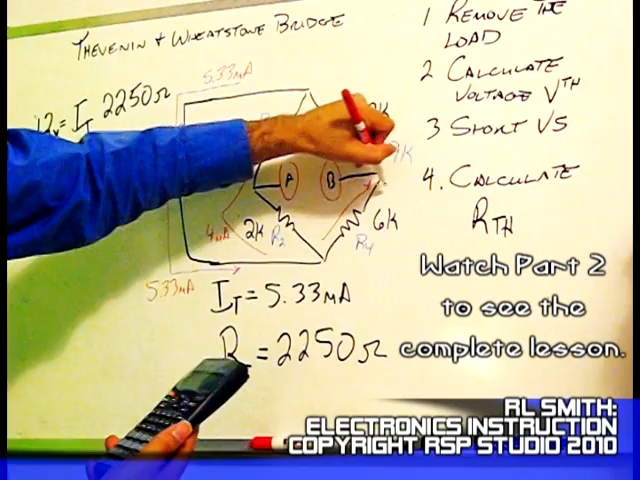 THEVENIN + WHEATSTONE BRIDGE
5.33mA
12v = IT 2250Ω
1 REMOVE THE
LOAD
2 CALCULATE
VOLTAGE VTH
3 SHORT VS
4. CALCULATE
RTH
A
B
4mA
2K
R2
R4
6K
5.33mA
IT = 5.33mA
R = 2250Ω
Watch Part 2
to see the
complete lesson.
RL SMITH:
ELECTRONICS INSTRUCTION
COPYRIGHT RSP STUDIO 2010